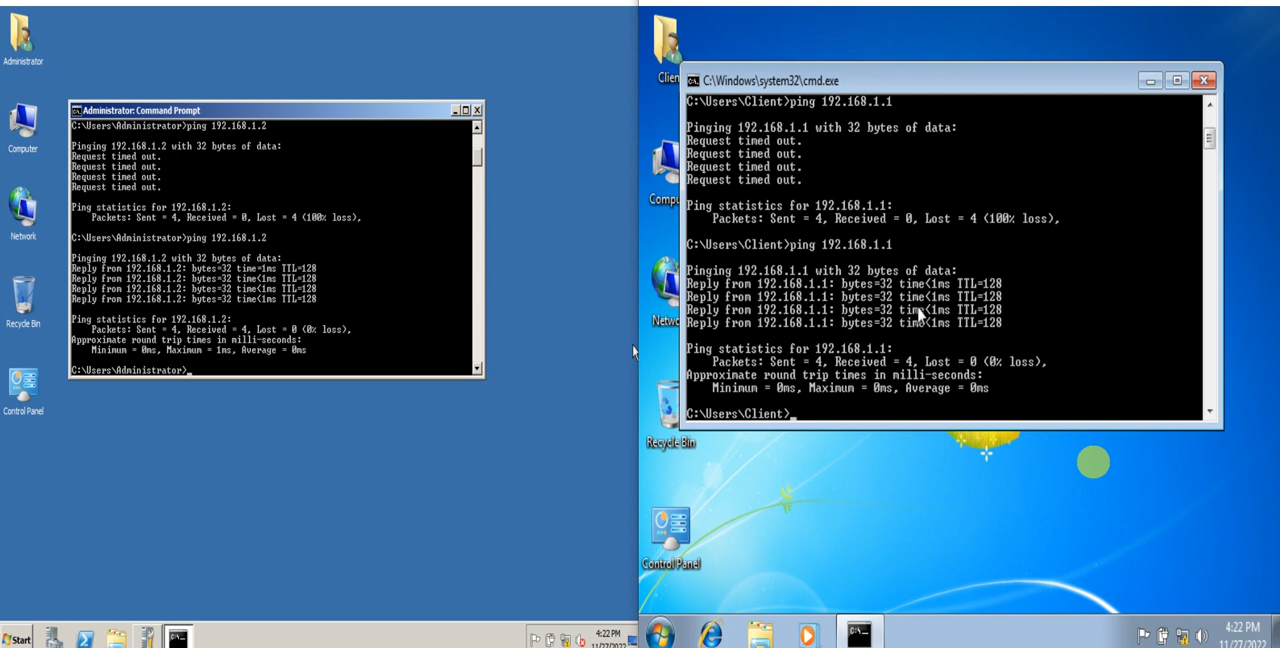 Administrator
Computer
Network
Recycle Bin
Control Panel
Administrator: Command Prompt
C:\Users\Administrator>ping 192.168.1.2
Pinging 192.168.1.2 with 32 bytes of data:
Request timed out.
Request timed out.
Request timed out.
Request timed out.
Ping statistics for 192.168.1.2:
Packets: Sent = 4, Received = 0, Lost = 4 (100% loss),
C:\Users\Administrator>ping 192.168.1.2
Pinging 192.168.1.2 with 32 bytes of data:
Reply from 192.168.1.2: bytes=32 time=1ms TTL=128
Reply from 192.168.1.2: bytes=32 time<1ms TTL=128
Reply from 192.168.1.2: bytes=32 time<1ms TTL=128
Reply from 192.168.1.2: bytes=32 time<1ms TTL=128
Ping statistics for 192.168.1.2:
Packets: Sent = 4, Received = 4, Lost = 0 (0% loss),
Approximate round trip times in milli-seconds:
Minimum = 0ms, Maximum = 1ms, Average = 0ms
C:\Users\Administrator>_
Start
4:22 PM
11/27/2022
Clien
Compu
Netwo
Recycle Bin
Control Panel
C:\Windows\system32\cmd.exe
C:\Users\Client>ping 192.168.1.1
Pinging 192.168.1.1 with 32 bytes of data:
Request timed out.
Request timed out.
Request timed out.
Request timed out.
Ping statistics for 192.168.1.1:
Packets: Sent = 4, Received = 0, Lost = 4 (100% loss),
C:\Users\Client>ping 192.168.1.1
Pinging 192.168.1.1 with 32 bytes of data:
Reply from 192.168.1.1: bytes=32 time<1ms TTL=128
Reply from 192.168.1.1: bytes=32 time<1ms TTL=128
Reply from 192.168.1.1: bytes=32 time<1ms TTL=128
Reply from 192.168.1.1: bytes=32 time<1ms TTL=128
Ping statistics for 192.168.1.1:
Packets: Sent = 4, Received = 4, Lost = 0 (0% loss),
Approximate round trip times in milli-seconds:
Minimum = 0ms, Maximum = 0ms, Average = 0ms
C:\Users\Client>_
4:22 PM
11/27/2022